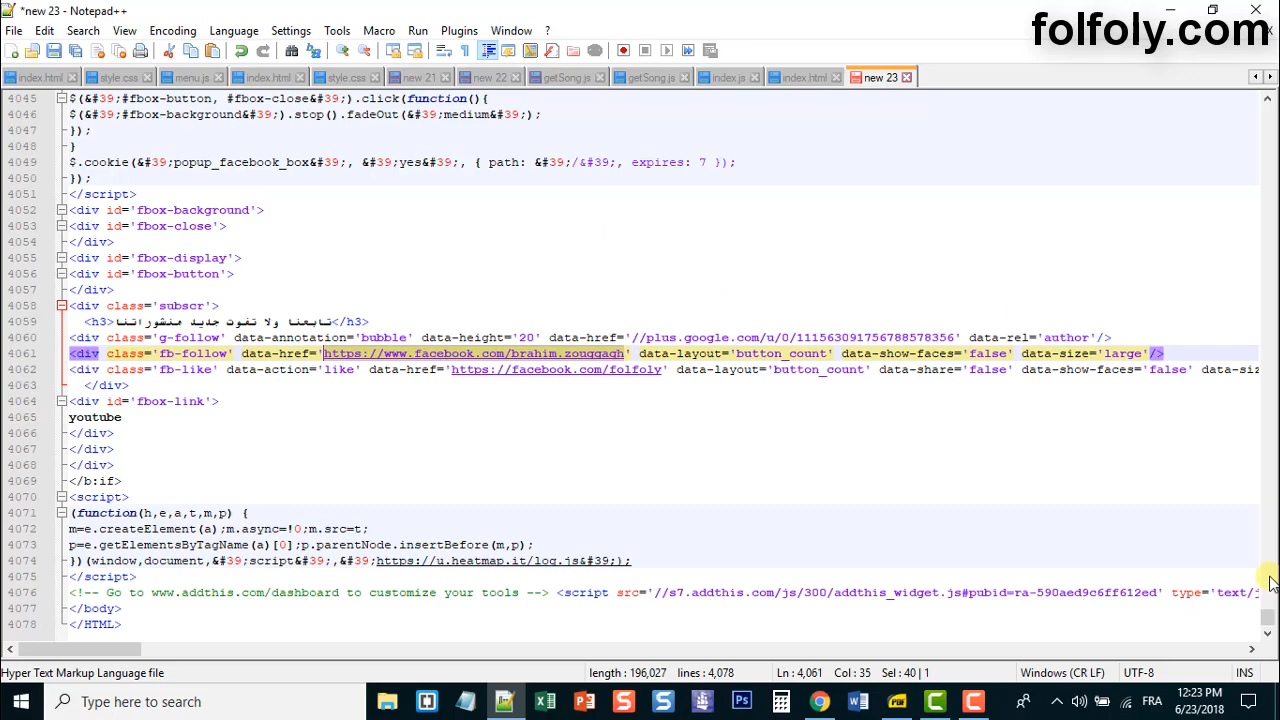 *new 23 - Notepad++
folfoly.com
File Edit Search View Encoding Language Settings Tools Macro Run Plugins Window ?
index.html style.css menu.js index.html style.css new 21 new 22 getSong.js getSong.js index.js index.html new 23
4045 $(&#39;#fbox-button, #fbox-close&#39;).click(function(){
4046 $(&#39;#fbox-background&#39;).stop().fadeOut(&#39;medium&#39;);
4047 });
4048 }
4049 $.cookie(&#39;popup_facebook_box&#39;, &#39;yes&#39;, { path: &#39;/&#39;, expires: 7 });
4050 });
4051 </script>
4052 <div id='fbox-background'>
4053 <div id='fbox-close'>
4054 </div>
4055 <div id='fbox-display'>
4056 <div id='fbox-button'>
4057 </div>
4058 <div class='subscr'>
4059 <h3>تابعنا ولا تفوت جديد منشوراتنا</h3>
4060 <div class='g-follow' data-annotation='bubble' data-height='20' data-href='//plus.google.com/u/0/111563091756788578356' data-rel='author'/>
4061 <div class='fb-follow' data-href='https://www.facebook.com/brahim.zouggagh' data-layout='button_count' data-show-faces='false' data-size='large'/>
4062 <div class='fb-like' data-action='like' data-href='https://facebook.com/folfoly' data-layout='button_count' data-share='false' data-show-faces='false' data-siz
4063 </div>
4064 <div id='fbox-link'>
4065 youtube
4066 </div>
4067 </div>
4068 </div>
4069 </b:if>
4070 <script>
4071 (function(h,e,a,t,m,p) {
4072 m=e.createElement(a);m.async=!0;m.src=t;
4073 p=e.getElementsByTagName(a)[0];p.parentNode.insertBefore(m,p);
4074 })(window,document,&#39;script&#39;,&#39;https://u.heatmap.it/log.js&#39;);
4075 </script>
4076 <!-- Go to www.addthis.com/dashboard to customize your tools --> <script src='//s7.addthis.com/js/300/addthis_widget.js#pubid=ra-590aed9c6ff612ed' type='text/j
4077 </body>
4078 </HTML>
Hyper Text Markup Language file length : 196,027 lines : 4,078 Ln : 4,061 Col : 35 Sel : 40 | 1 Windows (CR LF) UTF-8 INS
Type here to search
FRA
12:23 PM
6/23/2018